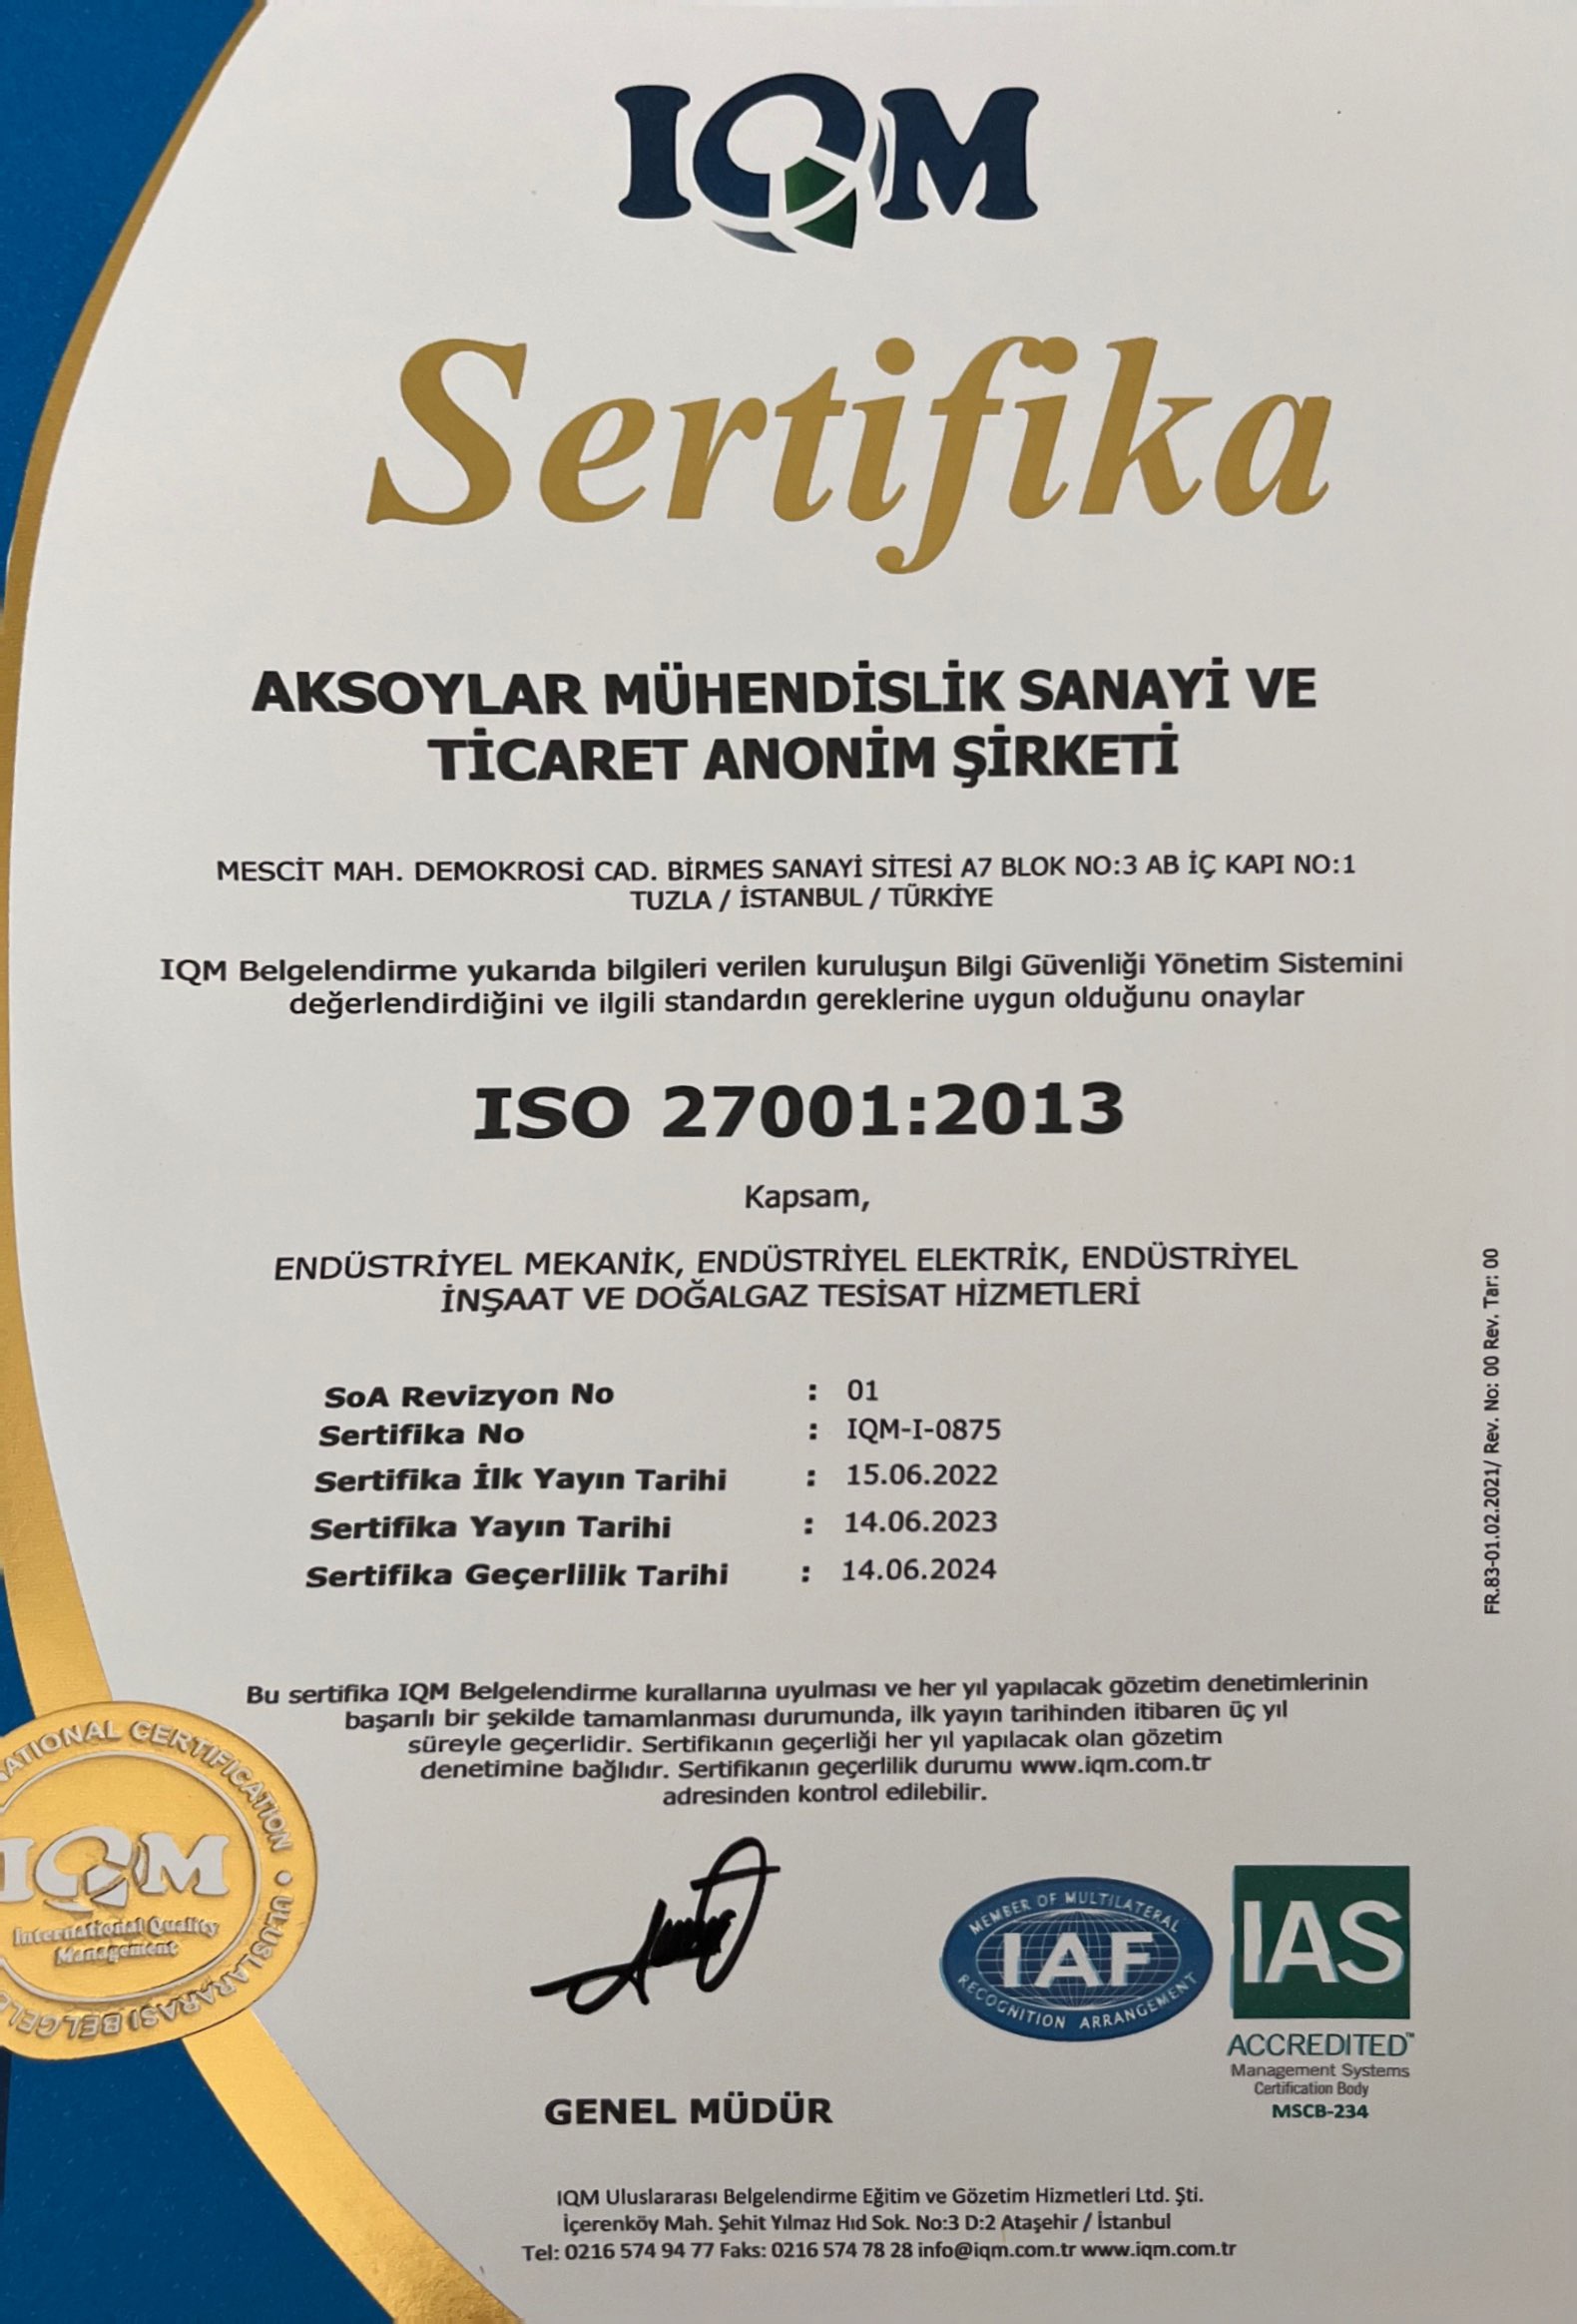 IQM
Sertifika
AKSOYLAR MÜHENDİSLİK SANAYİ VE
TİCARET ANONİM ŞİRKETİ
MESCİT MAH. DEMOKROSİ CAD. BİRMES SANAYİ SİTESİ A7 BLOK NO:3 AB İÇ KAPI NO:1
TUZLA / İSTANBUL / TÜRKİYE
IQM Belgelendirme yukarıda bilgileri verilen kuruluşun Bilgi Güvenliği Yönetim Sistemini
değerlendirdiğini ve ilgili standardın gereklerine uygun olduğunu onaylar
ISO 27001:2013
Kapsam,
ENDÜSTRİYEL MEKANİK, ENDÜSTRİYEL ELEKTRİK, ENDÜSTRİYEL
İNŞAAT VE DOĞALGAZ TESİSAT HİZMETLERİ
SoA Revizyon No : 01
Sertifika No : IQM-I-0875
Sertifika İlk Yayın Tarihi : 15.06.2022
Sertifika Yayın Tarihi : 14.06.2023
Sertifika Geçerlilik Tarihi : 14.06.2024
FR.83-01.02.2021/ Rev. No: 00 Rev. Tar: 00
Bu sertifika IQM Belgelendirme kurallarına uyulması ve her yıl yapılacak gözetim denetimlerinin
başarılı bir şekilde tamamlanması durumunda, ilk yayın tarihinden itibaren üç yıl
süreyle geçerlidir. Sertifikanın geçerliği her yıl yapılacak olan gözetim
denetimine bağlıdır. Sertifikanın geçerlilik durumu www.iqm.com.tr
adresinden kontrol edilebilir.
CERTIFICATION • ULUSLARARASI
IQM
International Quality
Management
MEMBER OF MULTILATERAL
IAF
RECOGNITION ARRANGEMENT
IAS
ACCREDITED™
Management Systems
Certification Body
MSCB-234
GENEL MÜDÜR
IQM Uluslararası Belgelendirme Eğitim ve Gözetim Hizmetleri Ltd. Şti.
İçerenköy Mah. Şehit Yılmaz Hıd Sok. No:3 D:2 Ataşehir / İstanbul
Tel: 0216 574 94 77 Faks: 0216 574 78 28 info@iqm.com.tr www.iqm.com.tr